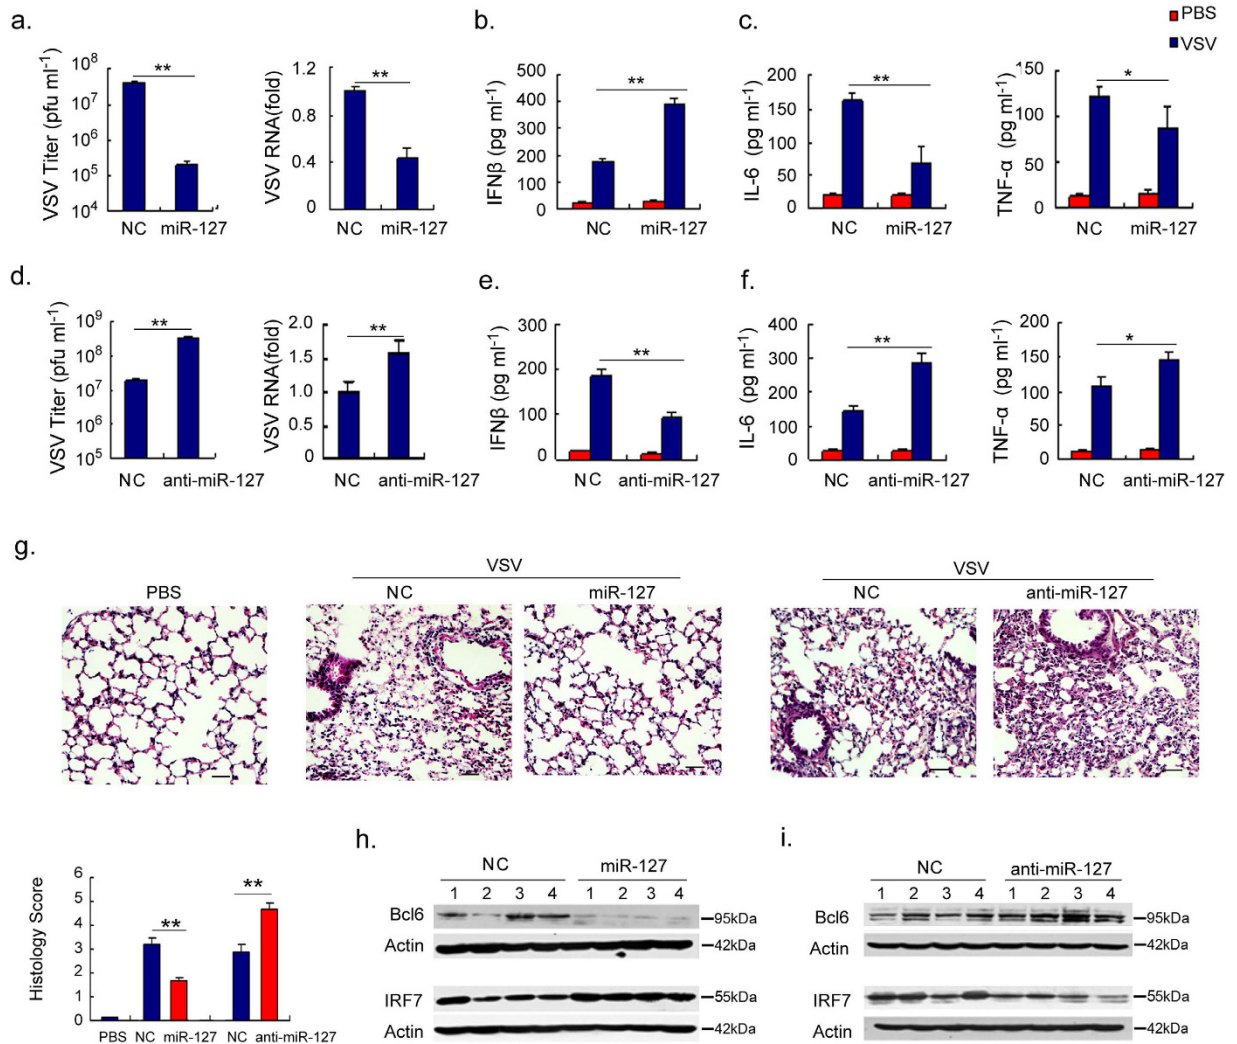 a.
b.
c.
PBS
VSV
VSV Titer (pfu ml-1)
10^8
10^7
10^6
10^5
10^4
**
NC miR-127
VSV RNA(fold)
1.2
0.8
0.4
0
**
NC miR-127
IFNβ (pg ml-1)
500
400
300
200
100
0
**
NC miR-127
IL-6 (pg ml-1)
200
150
100
50
0
**
NC miR-127
TNF-α (pg ml-1)
150
100
50
0
*
NC miR-127
d.
e.
f.
VSV Titer (pfu ml-1)
10^9
10^8
10^7
10^6
10^5
**
NC anti-miR-127
VSV RNA(fold)
2.0
1.5
1.0
0.5
0
**
NC anti-miR-127
IFNβ (pg ml-1)
300
200
100
0
**
NC anti-miR-127
IL-6 (pg ml-1)
400
300
200
100
0
**
NC anti-miR-127
TNF-α (pg ml-1)
200
150
100
50
0
*
NC anti-miR-127
g.
VSV
VSV
PBS
NC
miR-127
NC
anti-miR-127
Histology Score
6
5
4
3
2
1
0
**
**
PBS NC miR-127 NC anti-miR-127
h.
NC miR-127
1 2 3 4 1 2 3 4
Bcl6 95kDa
Actin 42kDa
IRF7 55kDa
Actin 42kDa
i.
NC anti-miR-127
1 2 3 4 1 2 3 4
Bcl6 95kDa
Actin 42kDa
IRF7 55kDa
Actin 42kDa